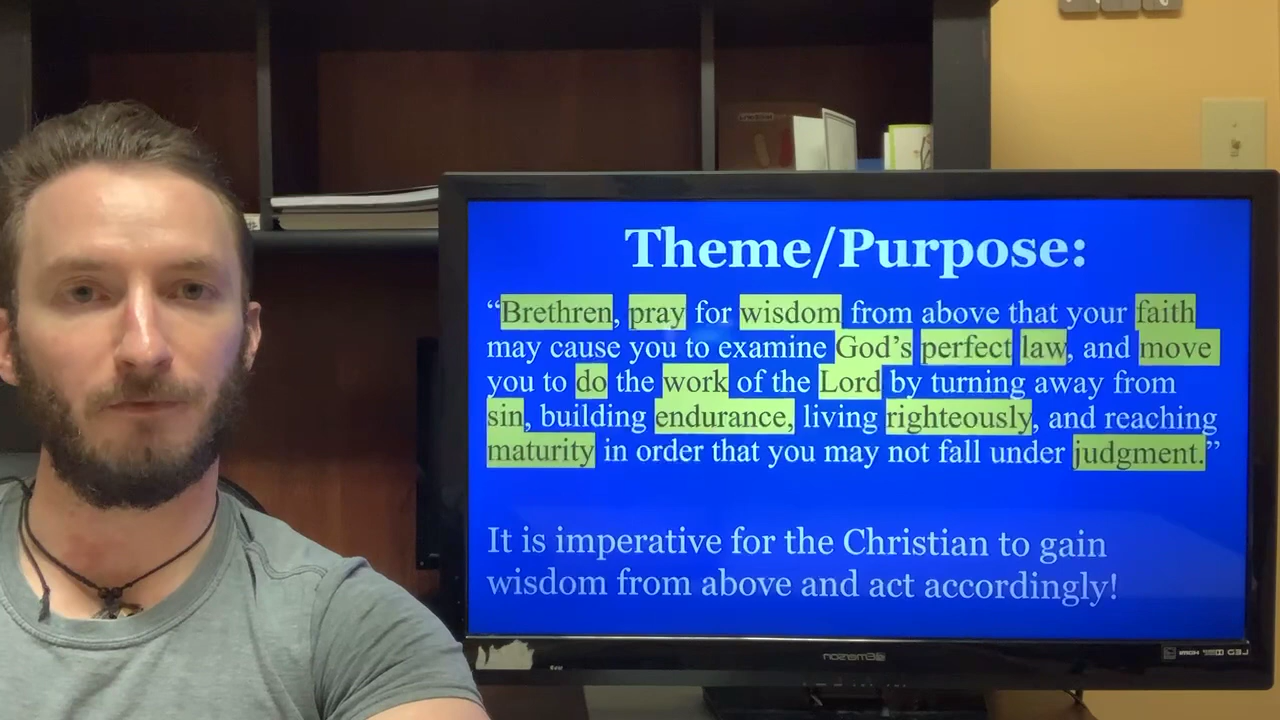 Theme/Purpose:
“Brethren, pray for wisdom from above that your faith
may cause you to examine God’s perfect law, and move
you to do the work of the Lord by turning away from
sin, building endurance, living righteously, and reaching
maturity in order that you may not fall under judgment.”
It is imperative for the Christian to gain
wisdom from above and act accordingly!